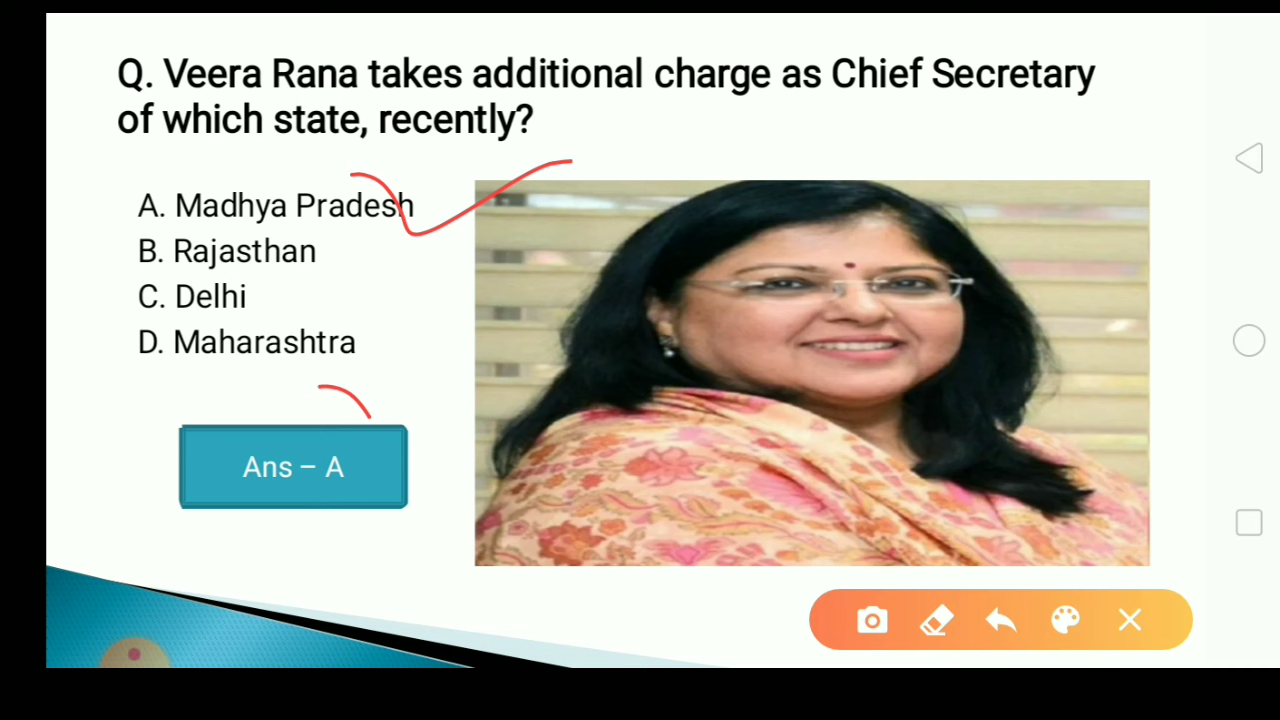 Q. Veera Rana takes additional charge as Chief Secretary
of which state, recently?
A. Madhya Pradesh
B. Rajasthan
C. Delhi
D. Maharashtra
Ans – A